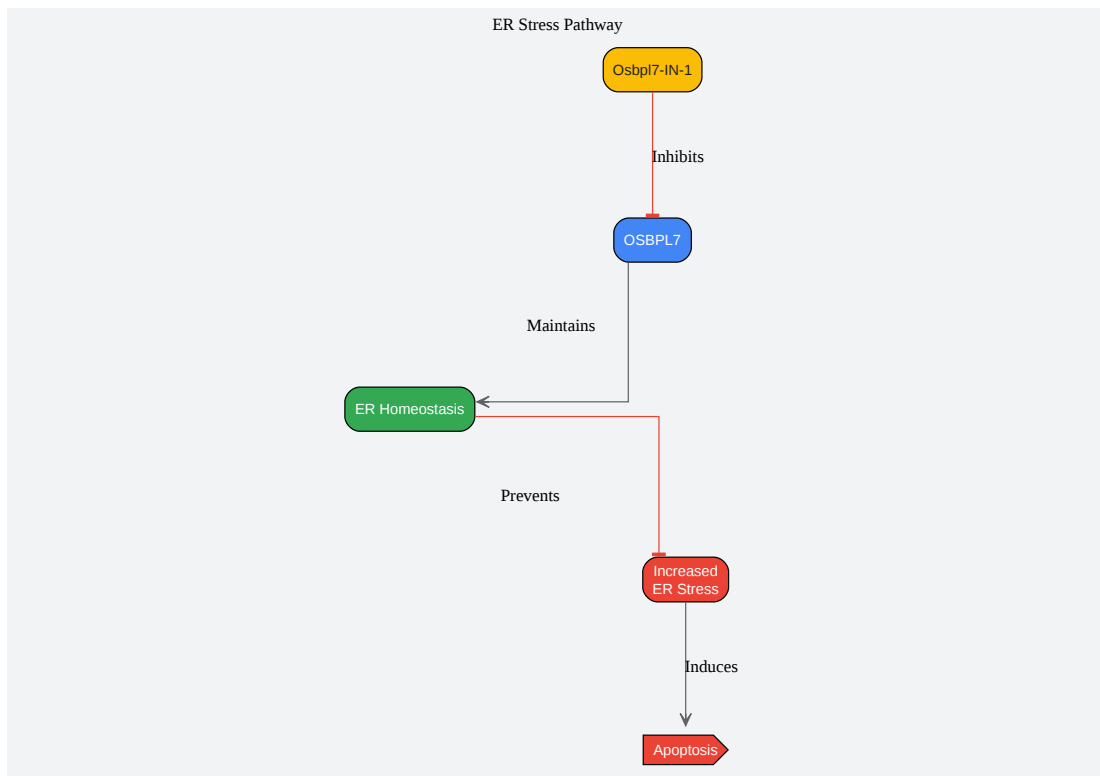 ER Stress Pathway
Osbpl7-IN-1
Inhibits
OSBPL7
Maintains
ER Homeostasis
Prevents
Increased
ER Stress
Induces
Apoptosis